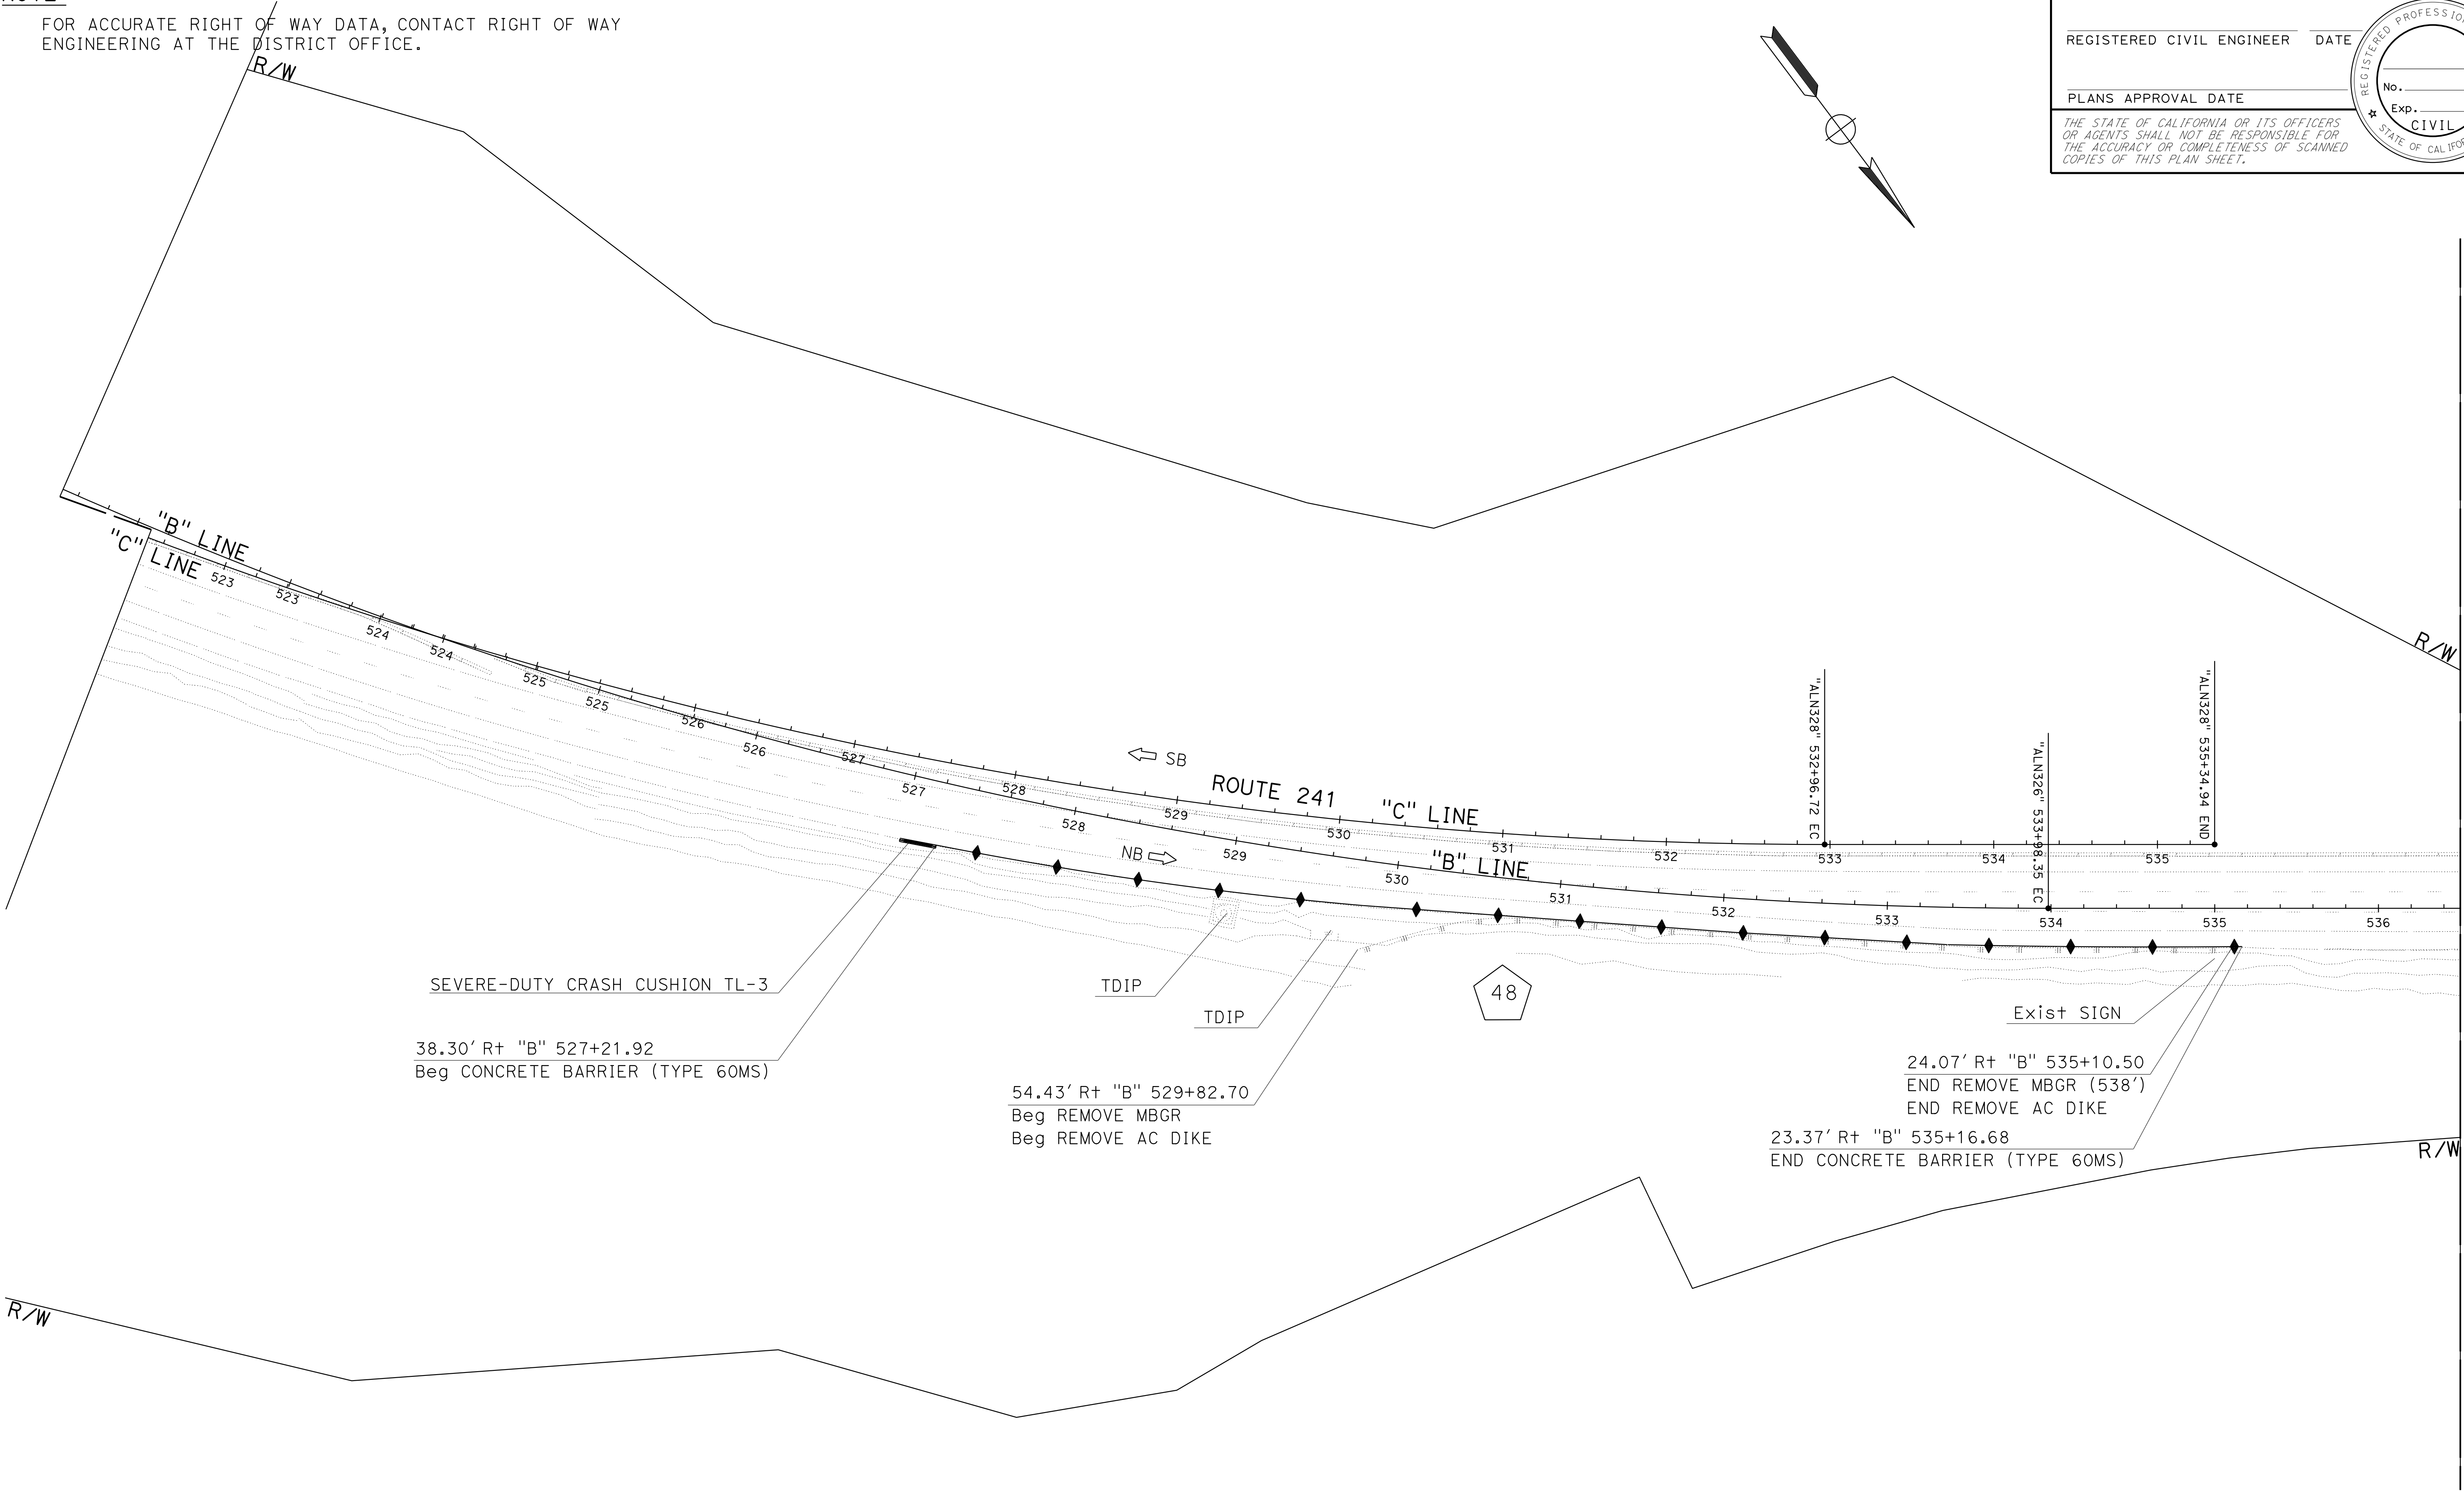 FOR ACCURATE RIGHT OF WAY DATA, CONTACT RIGHT OF WAY
ENGINEERING AT THE DISTRICT OFFICE.
REGISTERED CIVIL ENGINEER DATE
PLANS APPROVAL DATE
THE STATE OF CALIFORNIA OR ITS OFFICERS
OR AGENTS SHALL NOT BE RESPONSIBLE FOR
THE ACCURACY OR COMPLETENESS OF SCANNED
COPIES OF THIS PLAN SHEET.
REGISTERED
No.
Exp.
CIVIL
STATE OF
R/W
R/W
"B" LINE
"C" LINE
523
523
524
524
525
525
526
526
527
527
528
528
529
529
530
530
531
531
532
532
533
533
534
534
535
535
536
SB
ROUTE 241 "C" LINE
NB
"B" LINE
"ALN328" 532+96.72 EC
"ALN326" 533+98.35 EC
"ALN328" 535+34.94 END
SEVERE-DUTY CRASH CUSHION TL-3
38.30' Rt "B" 527+21.92
Beg CONCRETE BARRIER (TYPE 60MS)
TDIP
TDIP
48
54.43' Rt "B" 529+82.70
Beg REMOVE MBGR
Beg REMOVE AC DIKE
Exist SIGN
24.07' Rt "B" 535+10.50
END REMOVE MBGR (538')
END REMOVE AC DIKE
23.37' Rt "B" 535+16.68
END CONCRETE BARRIER (TYPE 60MS)
R/W
R/W